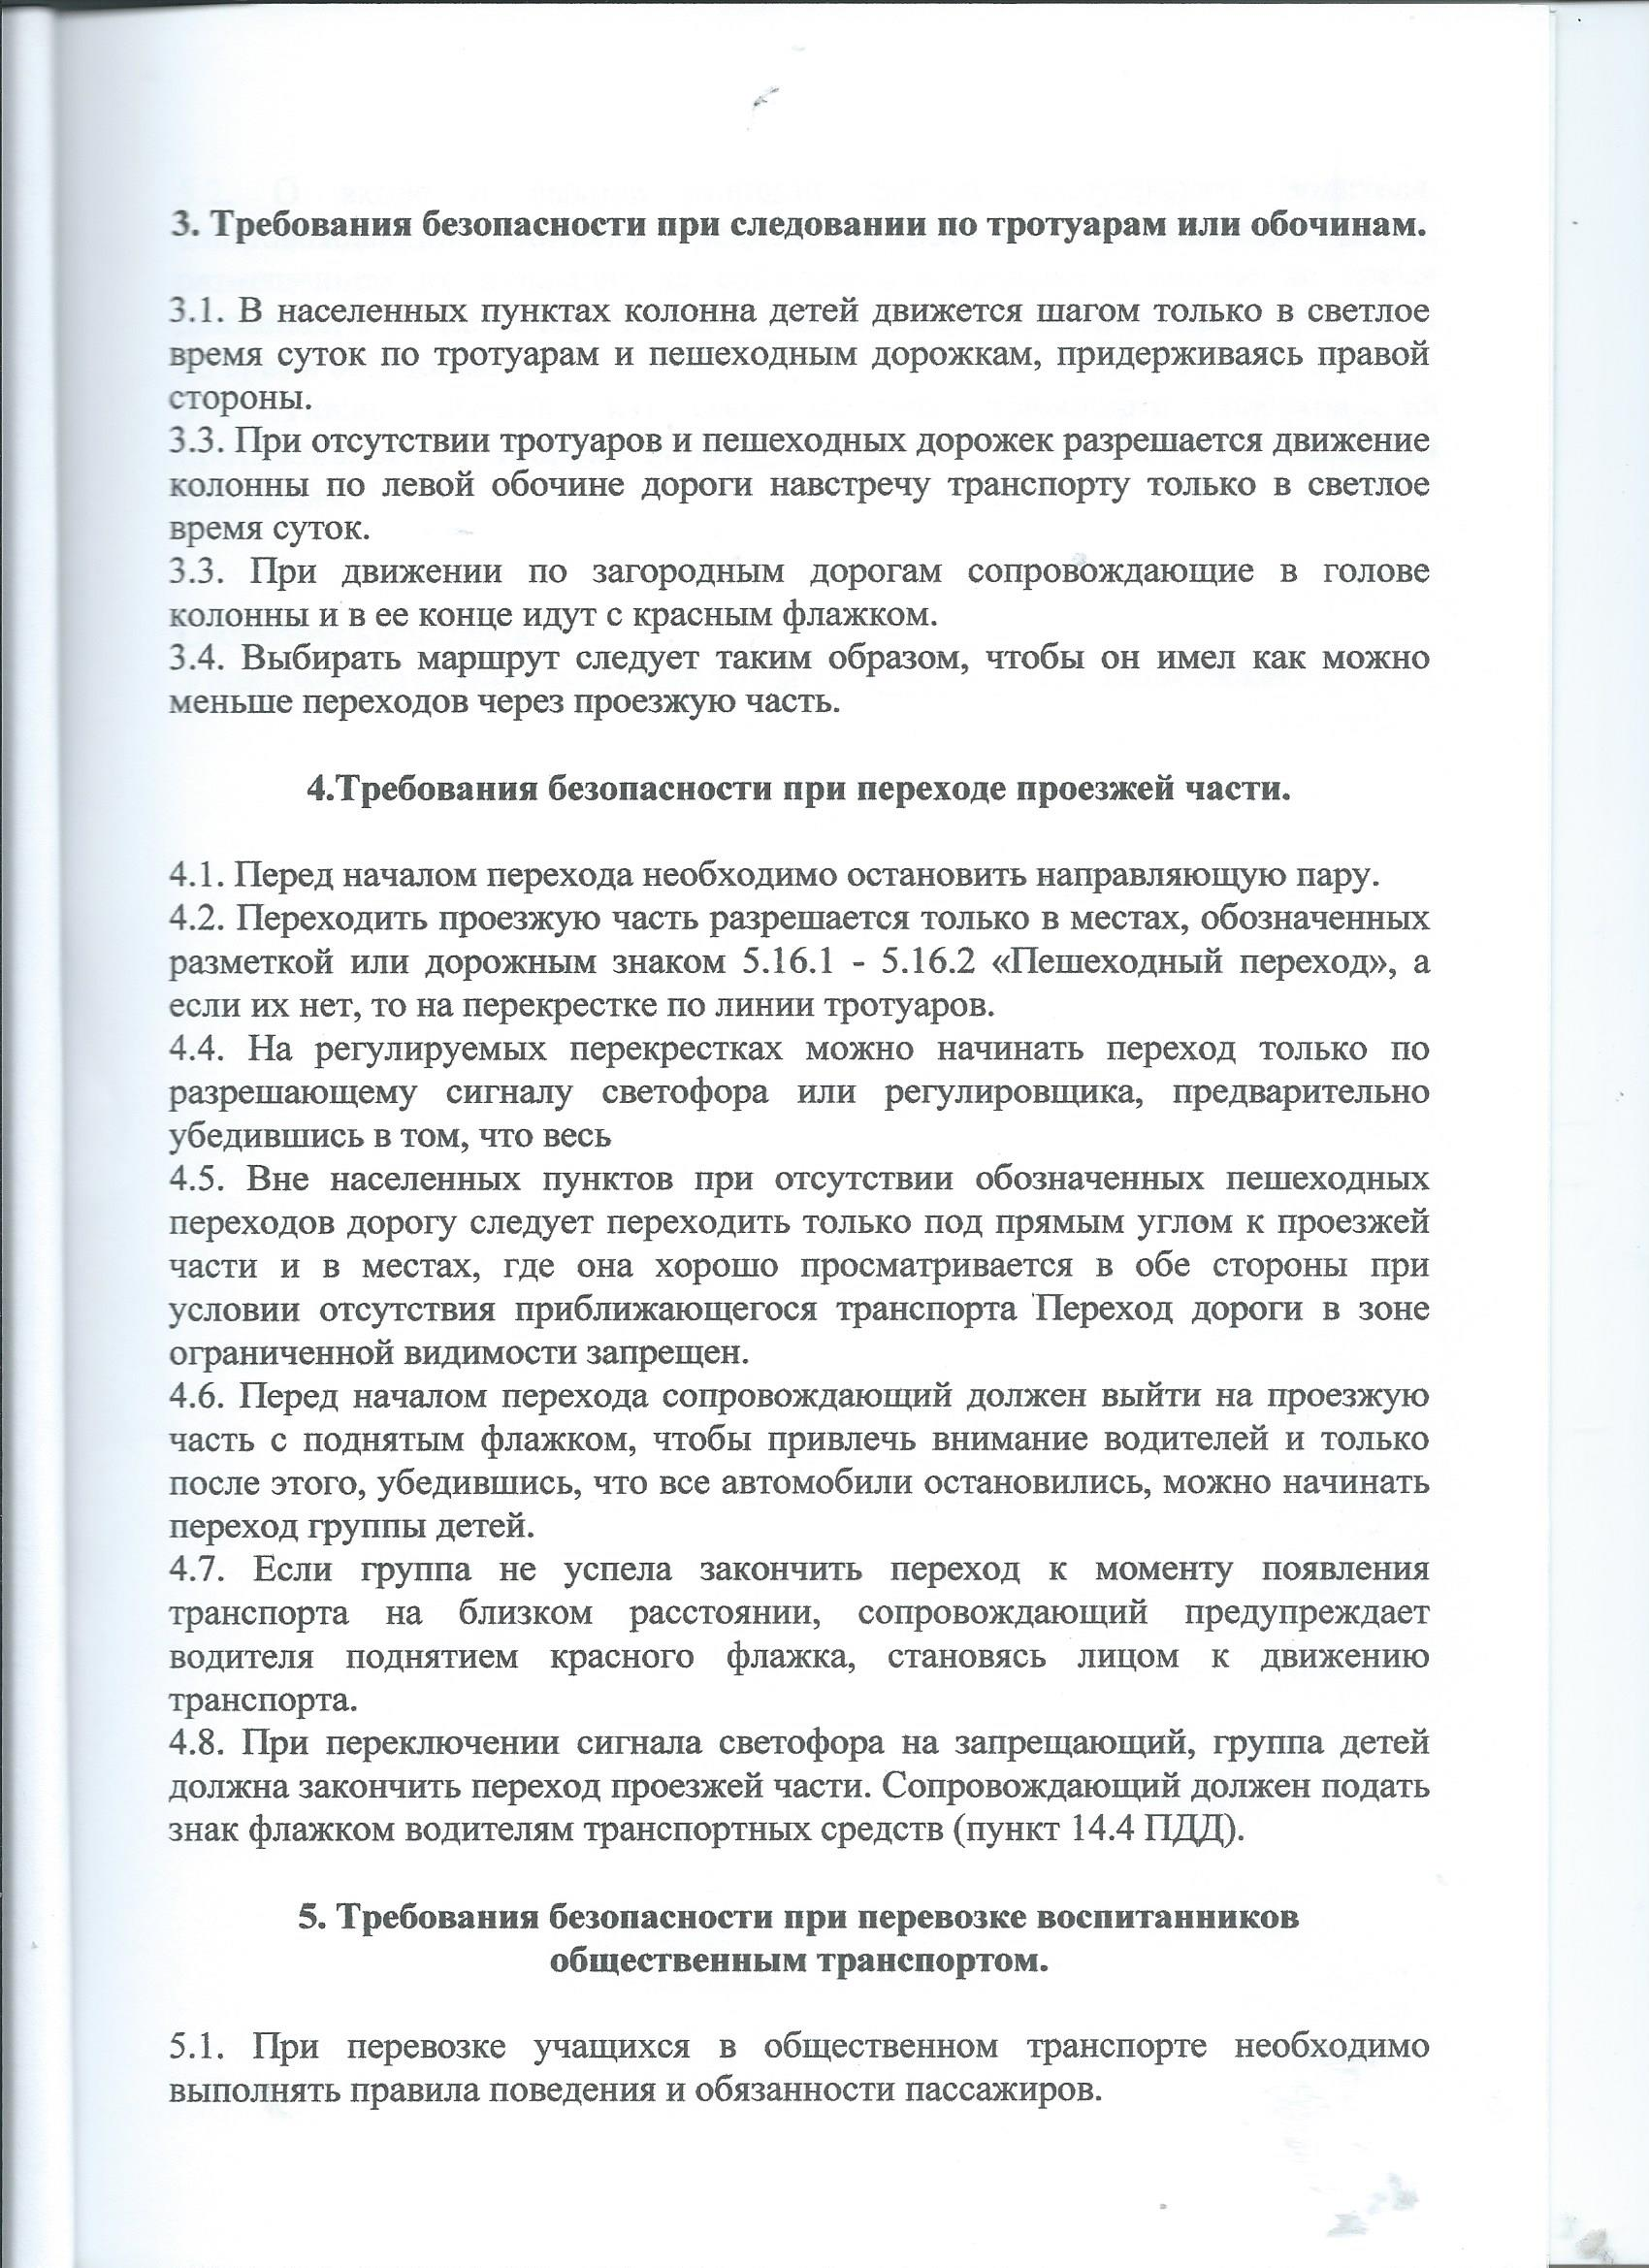 3. Требования безопасности при следовании по тротуарам или обочинам.
3.1. В населенных пунктах колонна детей движется шагом только в светлое
время суток по тротуарам и пешеходным дорожкам, придерживаясь правой
стороны.
3.3. При отсутствии тротуаров и пешеходных дорожек разрешается движение
колонны по левой обочине дороги навстречу транспорту только в светлое
время суток.
3.3. При движении по загородным дорогам сопровождающие в голове
колонны и в ее конце идут с красным флажком.
3.4. Выбирать маршрут следует таким образом, чтобы он имел как можно
меньше переходов через проезжую часть.
4.Требования безопасности при переходе проезжей части.
4.1. Перед началом перехода необходимо остановить направляющую пару.
4.2. Переходить проезжую часть разрешается только в местах, обозначенных
разметкой или дорожным знаком 5.16.1 - 5.16.2 «Пешеходный переход», а
если их нет, то на перекрестке по линии тротуаров.
4.4. На регулируемых перекрестках можно начинать переход только по
разрешающему сигналу светофора или регулировщика, предварительно
убедившись в том, что весь
4.5. Вне населенных пунктов при отсутствии обозначенных пешеходных
переходов дорогу следует переходить только под прямым углом к проезжей
части и в местах, где она хорошо просматривается в обе стороны при
условии отсутствия приближающегося транспорта Переход дороги в зоне
ограниченной видимости запрещен.
4.6. Перед началом перехода сопровождающий должен выйти на проезжую
часть с поднятым флажком, чтобы привлечь внимание водителей и только
после этого, убедившись, что все автомобили остановились, можно начинать
переход группы детей.
4.7. Если группа не успела закончить переход к моменту появления
транспорта на близком расстоянии, сопровождающий предупреждает
водителя поднятием красного флажка, становясь лицом к движению
транспорта.
4.8. При переключении сигнала светофора на запрещающий, группа детей
должна закончить переход проезжей части. Сопровождающий должен подать
знак флажком водителям транспортных средств (пункт 14.4 ПДД).
5. Требования безопасности при перевозке воспитанников
общественным транспортом.
5.1. При перевозке учащихся в общественном транспорте необходимо
выполнять правила поведения и обязанности пассажиров.